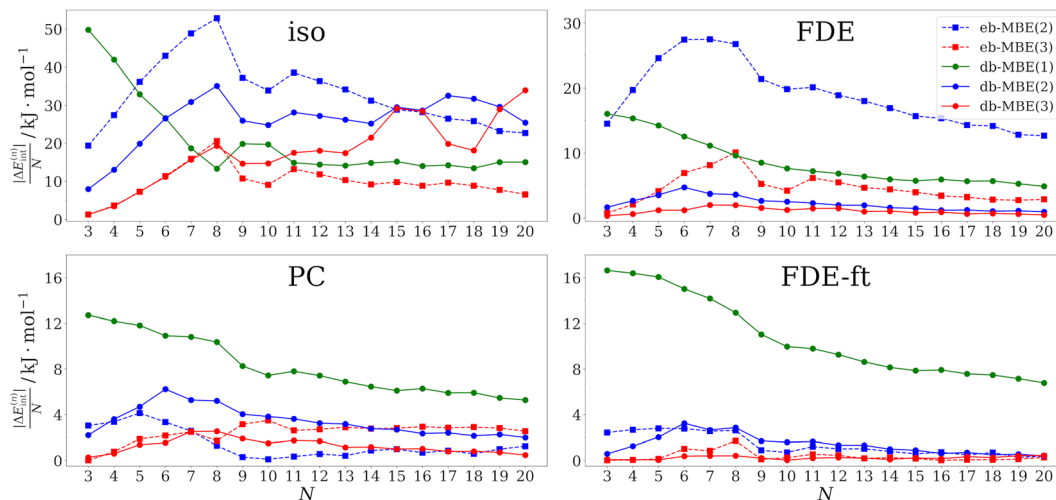 iso
|ΔE_int^(n)| / N / kJ · mol⁻¹
50
40
30
20
10
0
3 4 5 6 7 8 9 10 11 12 13 14 15 16 17 18 19 20
FDE
30
20
10
0
3 4 5 6 7 8 9 10 11 12 13 14 15 16 17 18 19 20
eb-MBE(2)
eb-MBE(3)
db-MBE(1)
db-MBE(2)
db-MBE(3)
PC
|ΔE_int^(n)| / N / kJ · mol⁻¹
16
12
8
4
0
3 4 5 6 7 8 9 10 11 12 13 14 15 16 17 18 19 20
N
FDE-ft
16
12
8
4
0
3 4 5 6 7 8 9 10 11 12 13 14 15 16 17 18 19 20
N